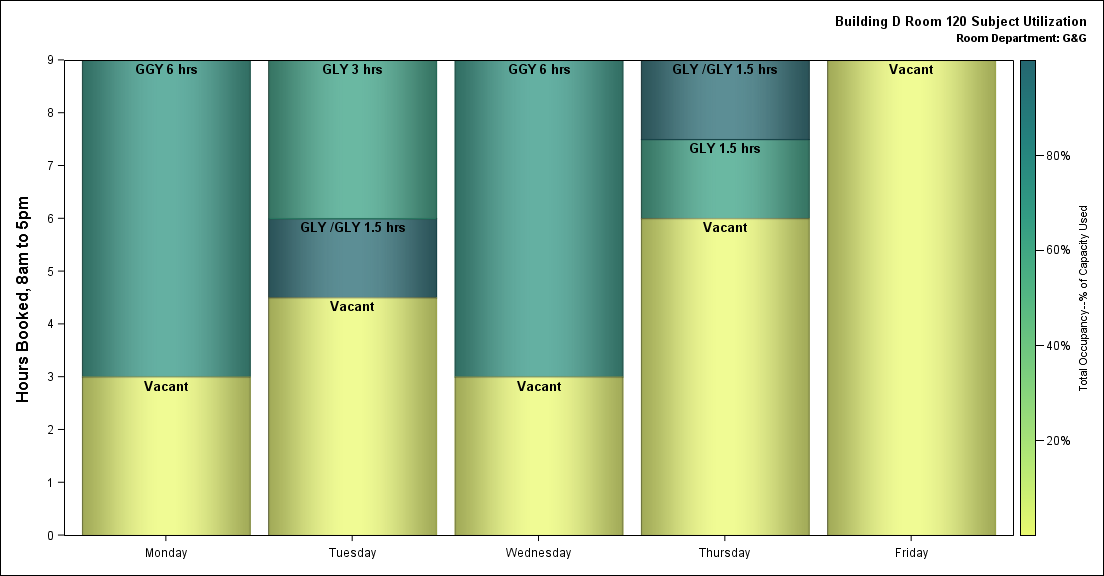 Building D Room 120 Subject Utilization
Room Department: G&G
Hours Booked, 8am to 5pm
9
8
7
6
5
4
3
2
1
0
GGY 6 hrs
Vacant
GLY 3 hrs
GLY /GLY 1.5 hrs
Vacant
GGY 6 hrs
Vacant
GLY /GLY 1.5 hrs
GLY 1.5 hrs
Vacant
Vacant
Monday
Tuesday
Wednesday
Thursday
Friday
80%
60%
40%
20%
Total Occupancy--% of Capacity Used